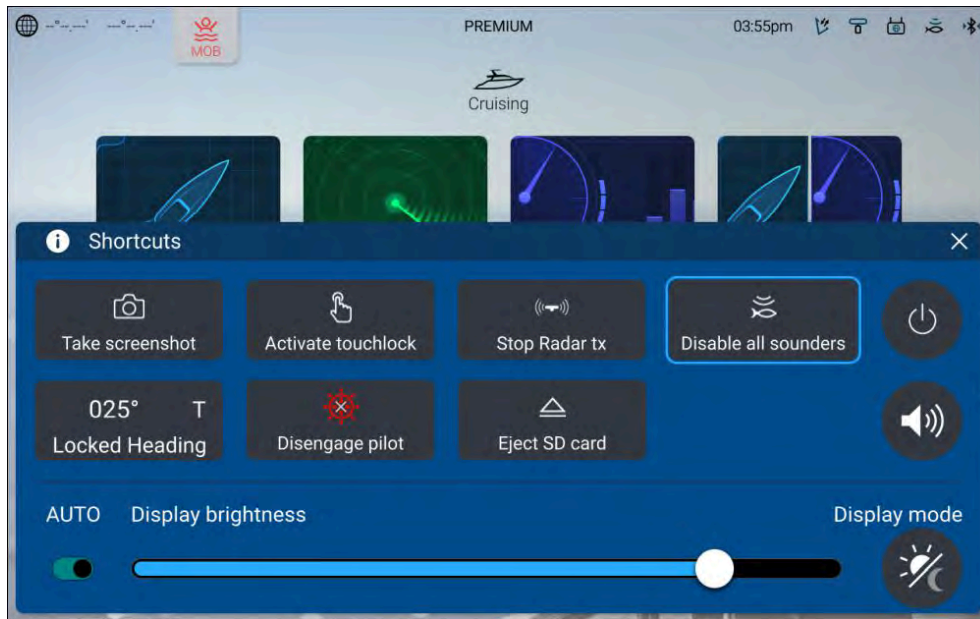 --°--.---' ---°--.---'
MOB
PREMIUM
03:55pm
Cruising
i Shortcuts
Take screenshot
Activate touchlock
Stop Radar tx
Disable all sounders
025° T
Locked Heading
Disengage pilot
Eject SD card
AUTO
Display brightness
Display mode